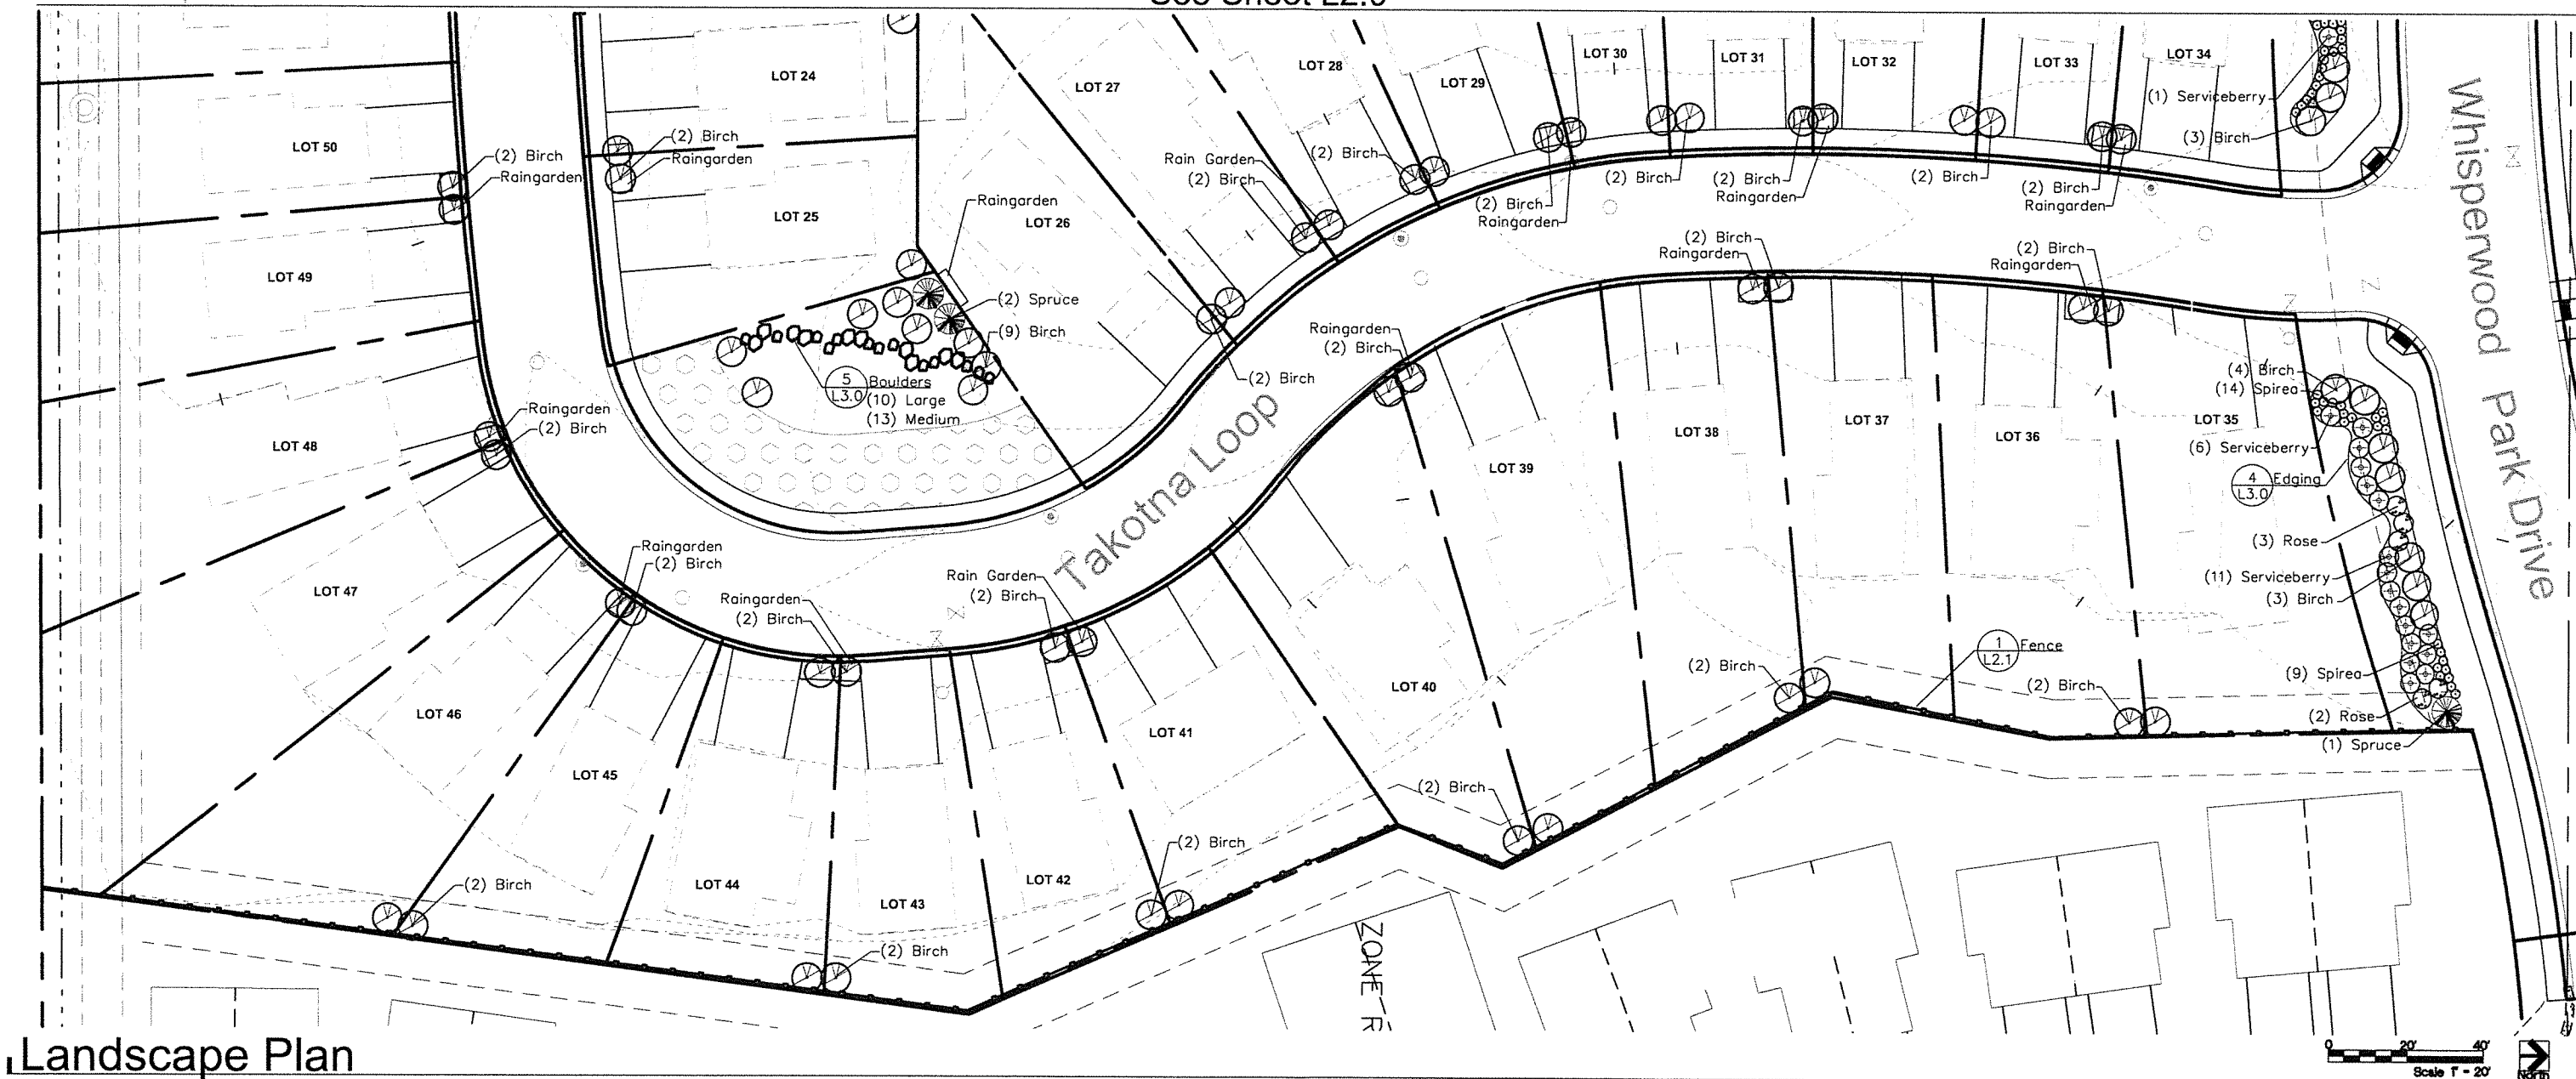 See Sheet L2.0
LOT 24
LOT 27
LOT 28
LOT 29
LOT 30
LOT 31
LOT 32
LOT 33
LOT 34
(1) Serviceberry
(3) Birch
LOT 50
(2) Birch
Raingarden
(2) Birch
Raingarden
Rain Garden
(2) Birch
(2) Birch
(2) Birch
Raingarden
(2) Birch
(2) Birch
Raingarden
(2) Birch
(2) Birch
Raingarden
Whisperwood Park Drive
LOT 25
Raingarden
LOT 26
LOT 49
(2) Birch
Raingarden
(2) Birch
Raingarden
(2) Spruce
(9) Birch
Raingarden
(2) Birch
(2) Birch
5
L3.0
Boulders
(10) Large
(13) Medium
(4) Birch
(14) Spirea
LOT 35
(6) Serviceberry
4
L3.0
Edging
Raingarden
(2) Birch
LOT 48
Takotna Loop
LOT 39
LOT 38
LOT 37
LOT 36
(3) Rose
(11) Serviceberry
(3) Birch
LOT 47
Raingarden
(2) Birch
Raingarden
(2) Birch
Rain Garden
(2) Birch
1
L2.1
Fence
(2) Birch
(2) Birch
(9) Spirea
(2) Rose
(1) Spruce
LOT 46
LOT 45
LOT 41
LOT 40
(2) Birch
(2) Birch
(2) Birch
LOT 44
LOT 43
LOT 42
(2) Birch
ZONE R
Landscape Plan
0 20' 40'
Scale 1" - 20'
North